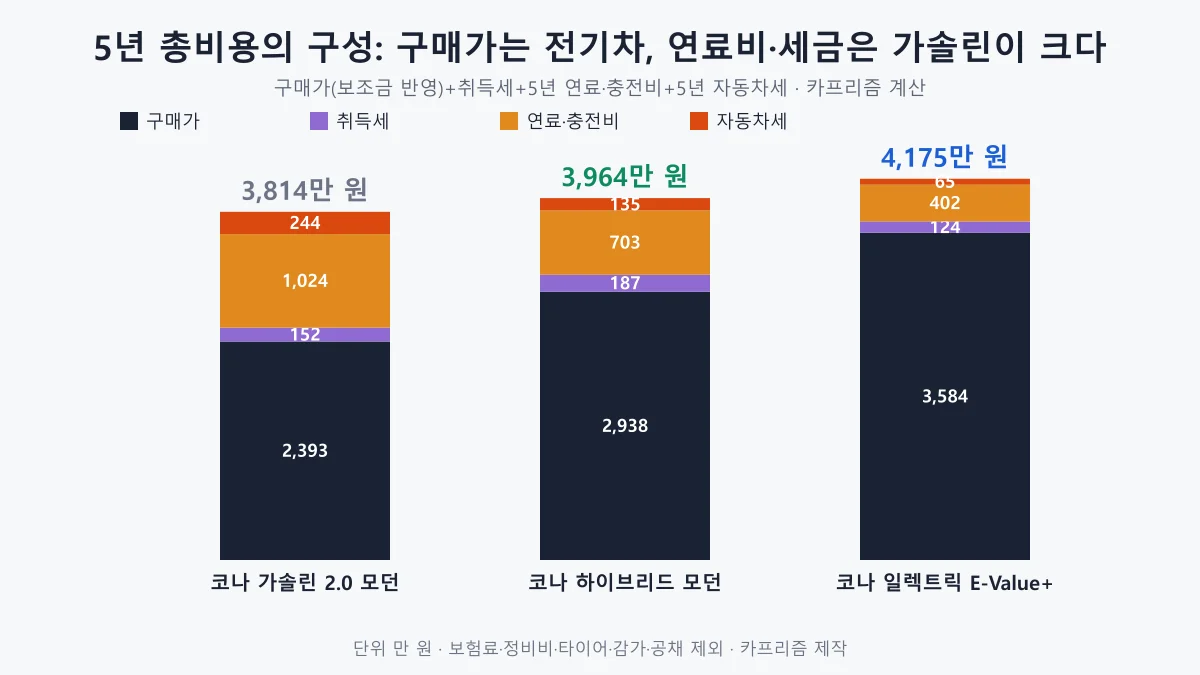 5년 총비용의 구성: 구매가는 전기차, 연료비·세금은 가솔린이 크다
구매가(보조금 반영)+취득세+5년 연료·충전비+5년 자동차세 · 카프리즘 계산
구매가 취득세 연료·충전비 자동차세
3,814만 원 3,964만 원 4,175만 원
244 135 65
1,024 703 402
152 187 124
2,393 2,938 3,584
코나 가솔린 2.0 모던 코나 하이브리드 모던 코나 일렉트릭 E-Value+
단위 만 원 · 보험료·정비비·타이어·감가·공채 제외 · 카프리즘 제작